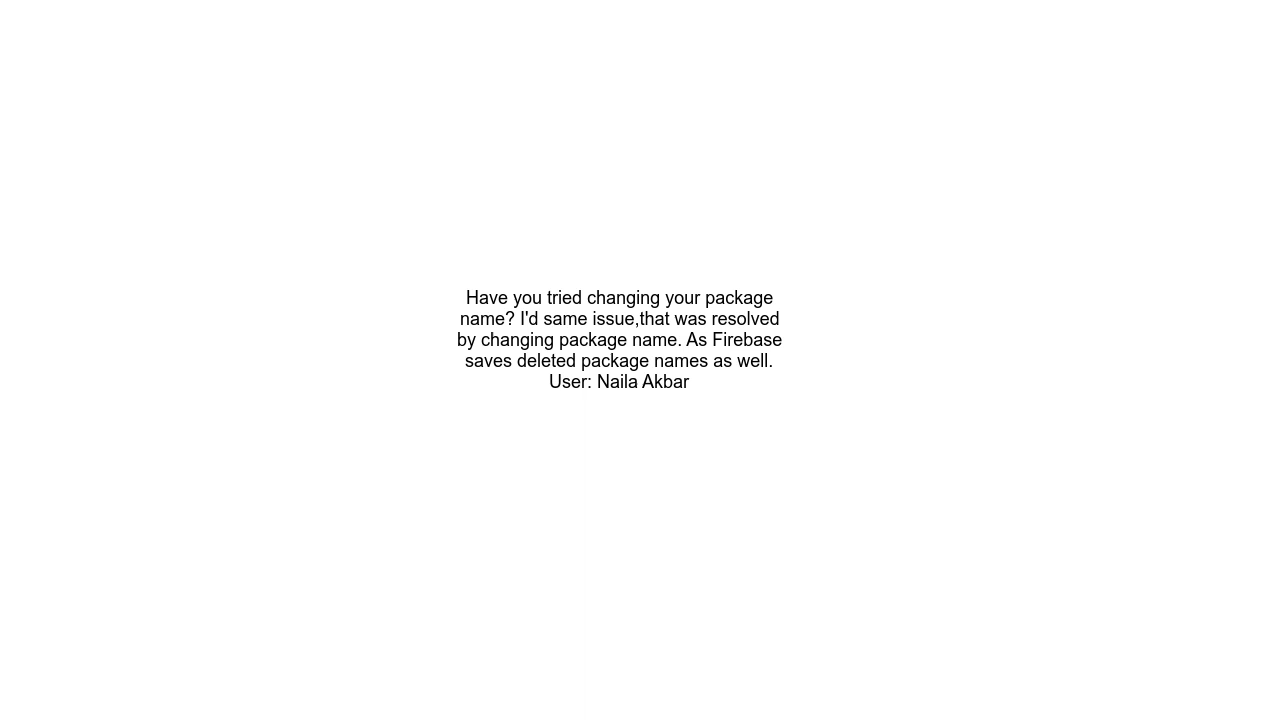 Have you tried changing your package
name? I'd same issue,that was resolved
by changing package name. As Firebase
saves deleted package names as well.
User: Naila Akbar